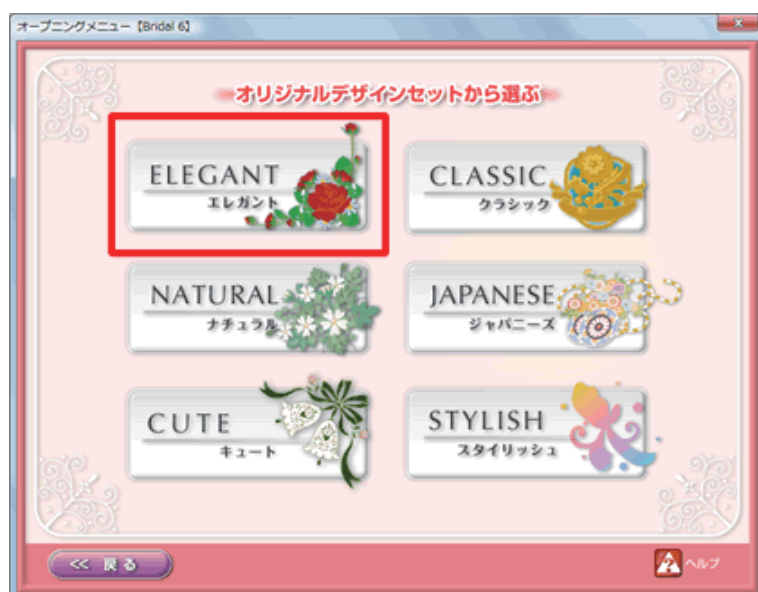 オープニングメニュー【Bridal 6】
オリジナルデザインセットから選ぶ
ELEGANT
エレガント
CLASSIC
クラシック
NATURAL
ナチュラル
JAPANESE
ジャパニーズ
CUTE
キュート
STYLISH
スタイリッシュ
<< 戻る
ヘルプ